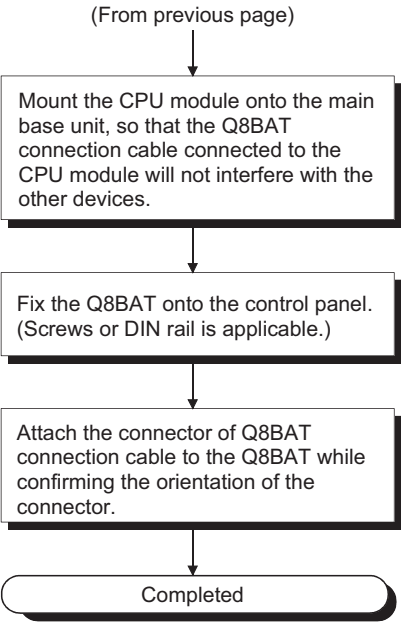 (From previous page)
Mount the CPU module onto the main
base unit, so that the Q8BAT
connection cable connected to the
CPU module will not interfere with the
other devices.
Fix the Q8BAT onto the control panel.
(Screws or DIN rail is applicable.)
Attach the connector of Q8BAT
connection cable to the Q8BAT while
confirming the orientation of the
connector.
Completed